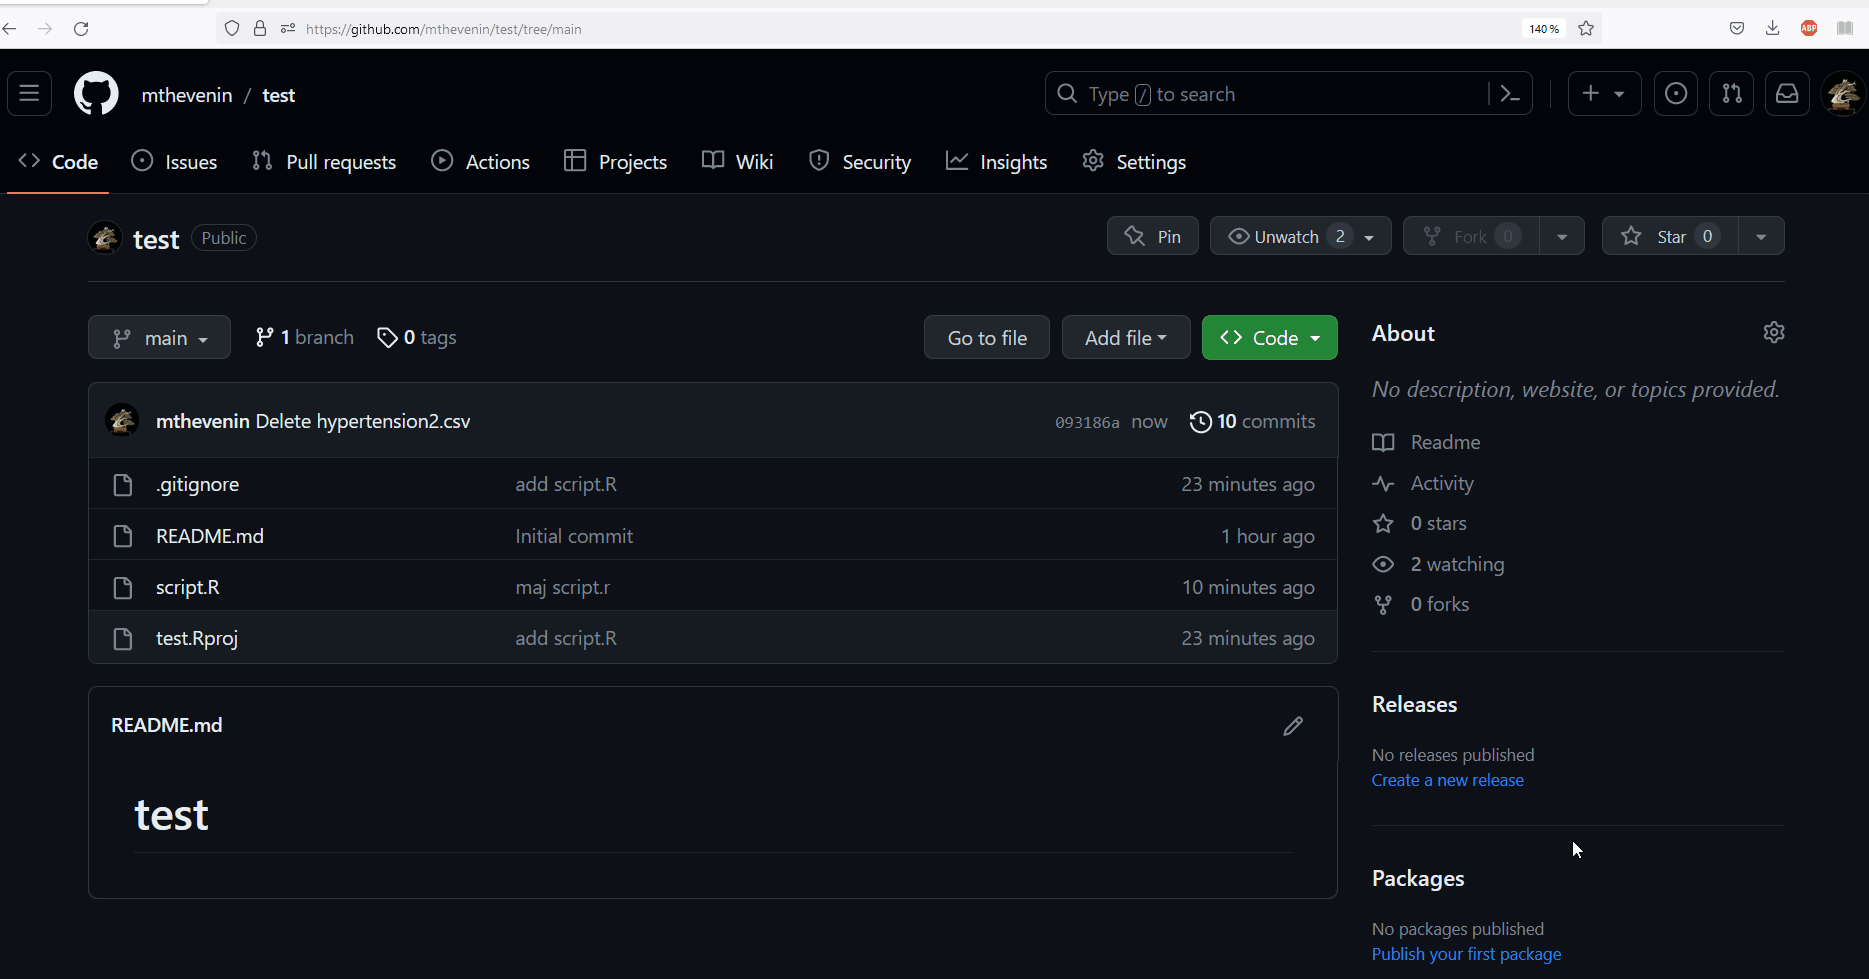 https://github.com/mthevenin/test/tree/main
140 %
ABP
mthevenin / test
Type / to search
Code
Issues
Pull requests
Actions
Projects
Wiki
Security
Insights
Settings
test
Public
Pin
Unwatch 2
Fork 0
Star 0
main
1 branch
0 tags
Go to file
Add file
Code
mthevenin Delete hypertension2.csv
093186a now
10 commits
.gitignore
add script.R
23 minutes ago
README.md
Initial commit
1 hour ago
script.R
maj script.r
10 minutes ago
test.Rproj
add script.R
23 minutes ago
README.md
test
About
No description, website, or topics provided.
Readme
Activity
0 stars
2 watching
0 forks
Releases
No releases published
Create a new release
Packages
No packages published
Publish your first package